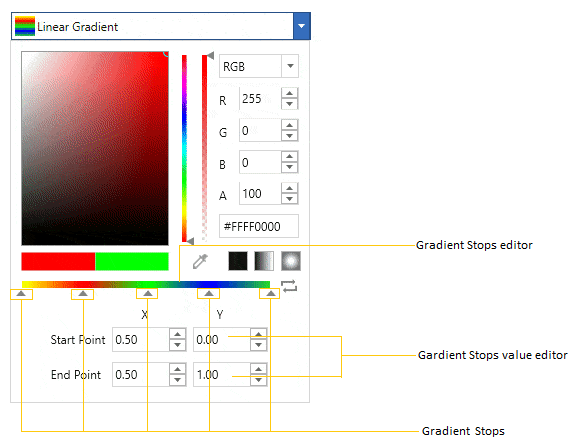 Linear Gradient
RGB
R 255
G 0
B 0
A 100
#FFFF0000
Gradient Stops editor
X Y
Start Point 0.50 0.00
Gardient Stops value editor
End Point 0.50 1.00
Gradient Stops